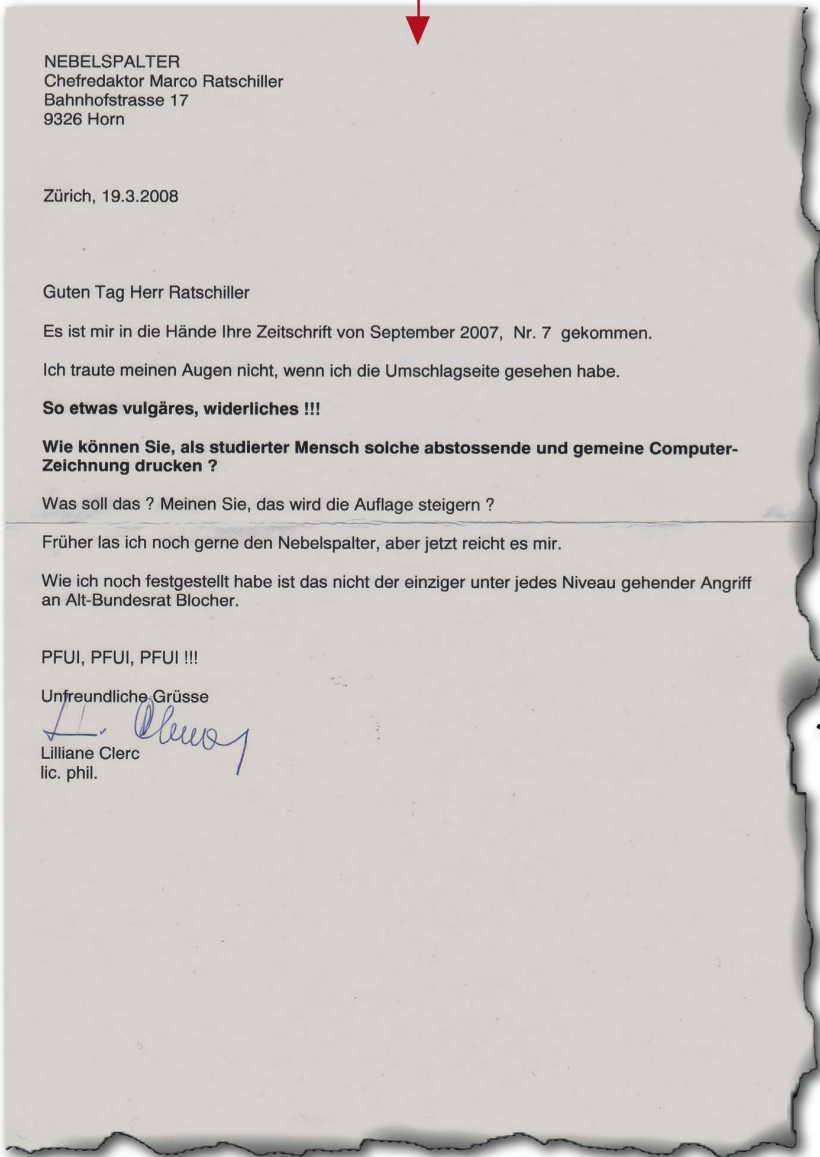 NEBELSPALTER
Chefredaktor Marco Ratschiller
Bahnhofstrasse 17
9326 Horn
Zürich, 19.3.2008
Guten Tag Herr Ratschiller
Es ist mir in die Hände Ihre Zeitschrift von September 2007, Nr. 7 gekommen.
Ich traute meinen Augen nicht, wenn ich die Umschlagseite gesehen habe.
So etwas vulgäres, widerliches !!!
Wie können Sie, als studierter Mensch solche abstossende und gemeine Computer-
Zeichnung drucken ?
Was soll das ? Meinen Sie, das wird die Auflage steigern ?
Früher las ich noch gerne den Nebelspalter, aber jetzt reicht es mir.
Wie ich noch festgestellt habe ist das nicht der einziger unter jedes Niveau gehender Angriff
an Alt-Bundesrat Blocher.
PFUI, PFUI, PFUI !!!
Unfreundliche Grüsse
Lilliane Clerc
lic. phil.